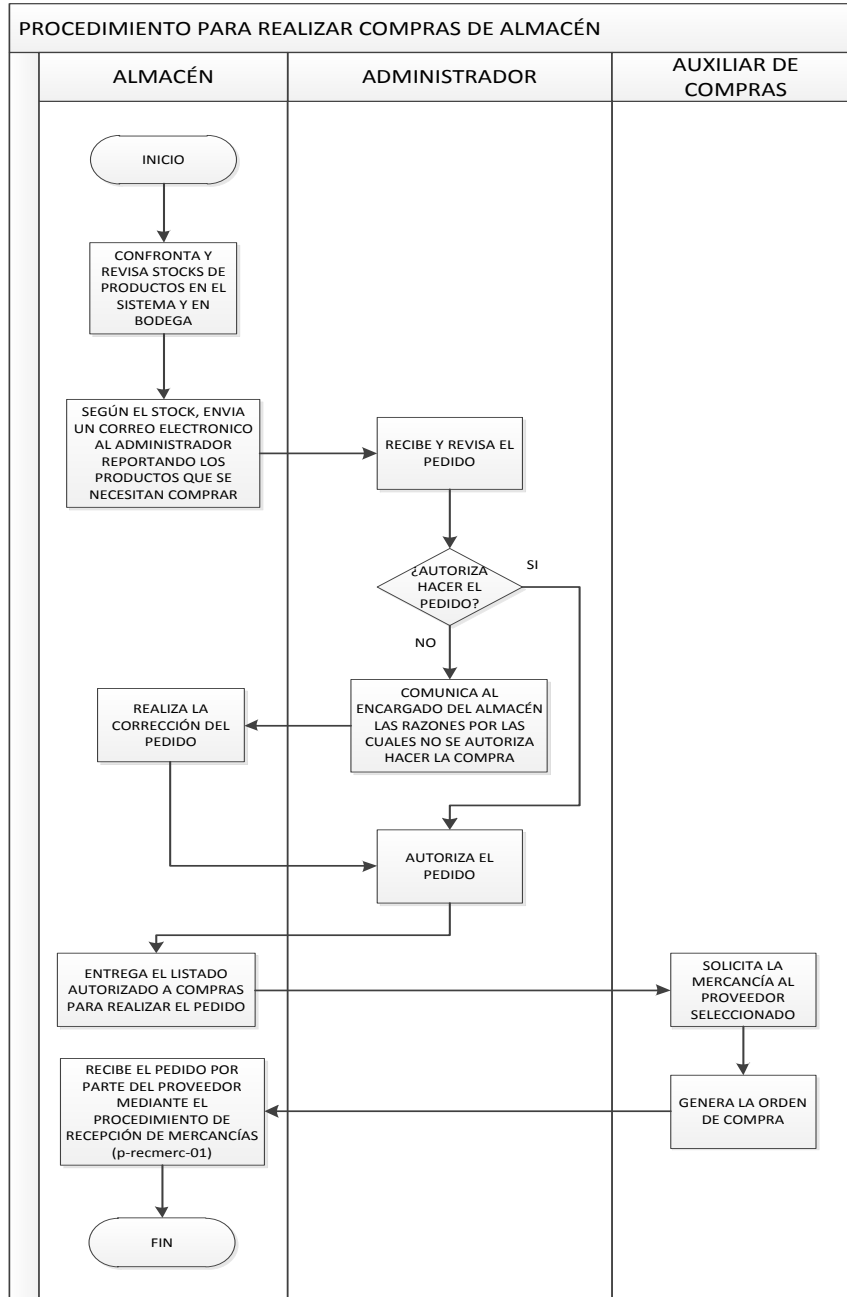 PROCEDIMIENTO PARA REALIZAR COMPRAS DE ALMACÉN
ALMACÉN
ADMINISTRADOR
AUXILIAR DE
COMPRAS
INICIO
CONFRONTA Y
REVISA STOCKS DE
PRODUCTOS EN EL
SISTEMA Y EN
BODEGA
SEGÚN EL STOCK, ENVIA
UN CORREO ELECTRONICO
AL ADMINISTRADOR
REPORTANDO LOS
PRODUCTOS QUE SE
NECESITAN COMPRAR
RECIBE Y REVISA EL
PEDIDO
¿AUTORIZA
HACER EL
PEDIDO?
SI
NO
COMUNICA AL
ENCARGADO DEL ALMACÉN
LAS RAZONES POR LAS
CUALES NO SE AUTORIZA
HACER LA COMPRA
REALIZA LA
CORRECCIÓN DEL
PEDIDO
AUTORIZA EL
PEDIDO
ENTREGA EL LISTADO
AUTORIZADO A COMPRAS
PARA REALIZAR EL PEDIDO
SOLICITA LA
MERCANCÍA AL
PROVEEDOR
SELECCIONADO
GENERA LA ORDEN
DE COMPRA
RECIBE EL PEDIDO POR
PARTE DEL PROVEEDOR
MEDIANTE EL
PROCEDIMIENTO DE
RECEPCIÓN DE MERCANCÍAS
(p-recmerc-01)
FIN